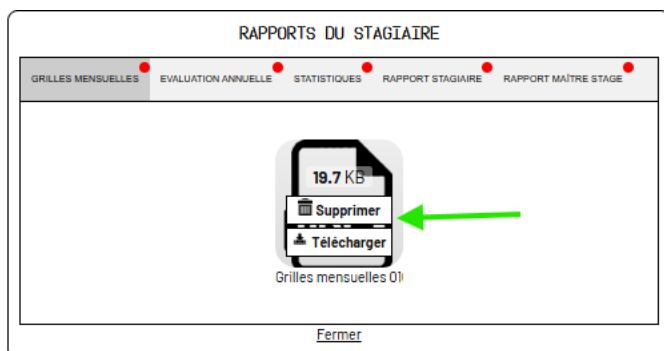 RAPPORTS DU STAGIAIRE
GRILLES MENSUELLES EVALUATION ANNUELLE STATISTIQUES RAPPORT STAGIAIRE RAPPORT MAÎTRE STAGE
19.7 KB
Supprimer
Télécharger
Grilles mensuelles 01
Fermer